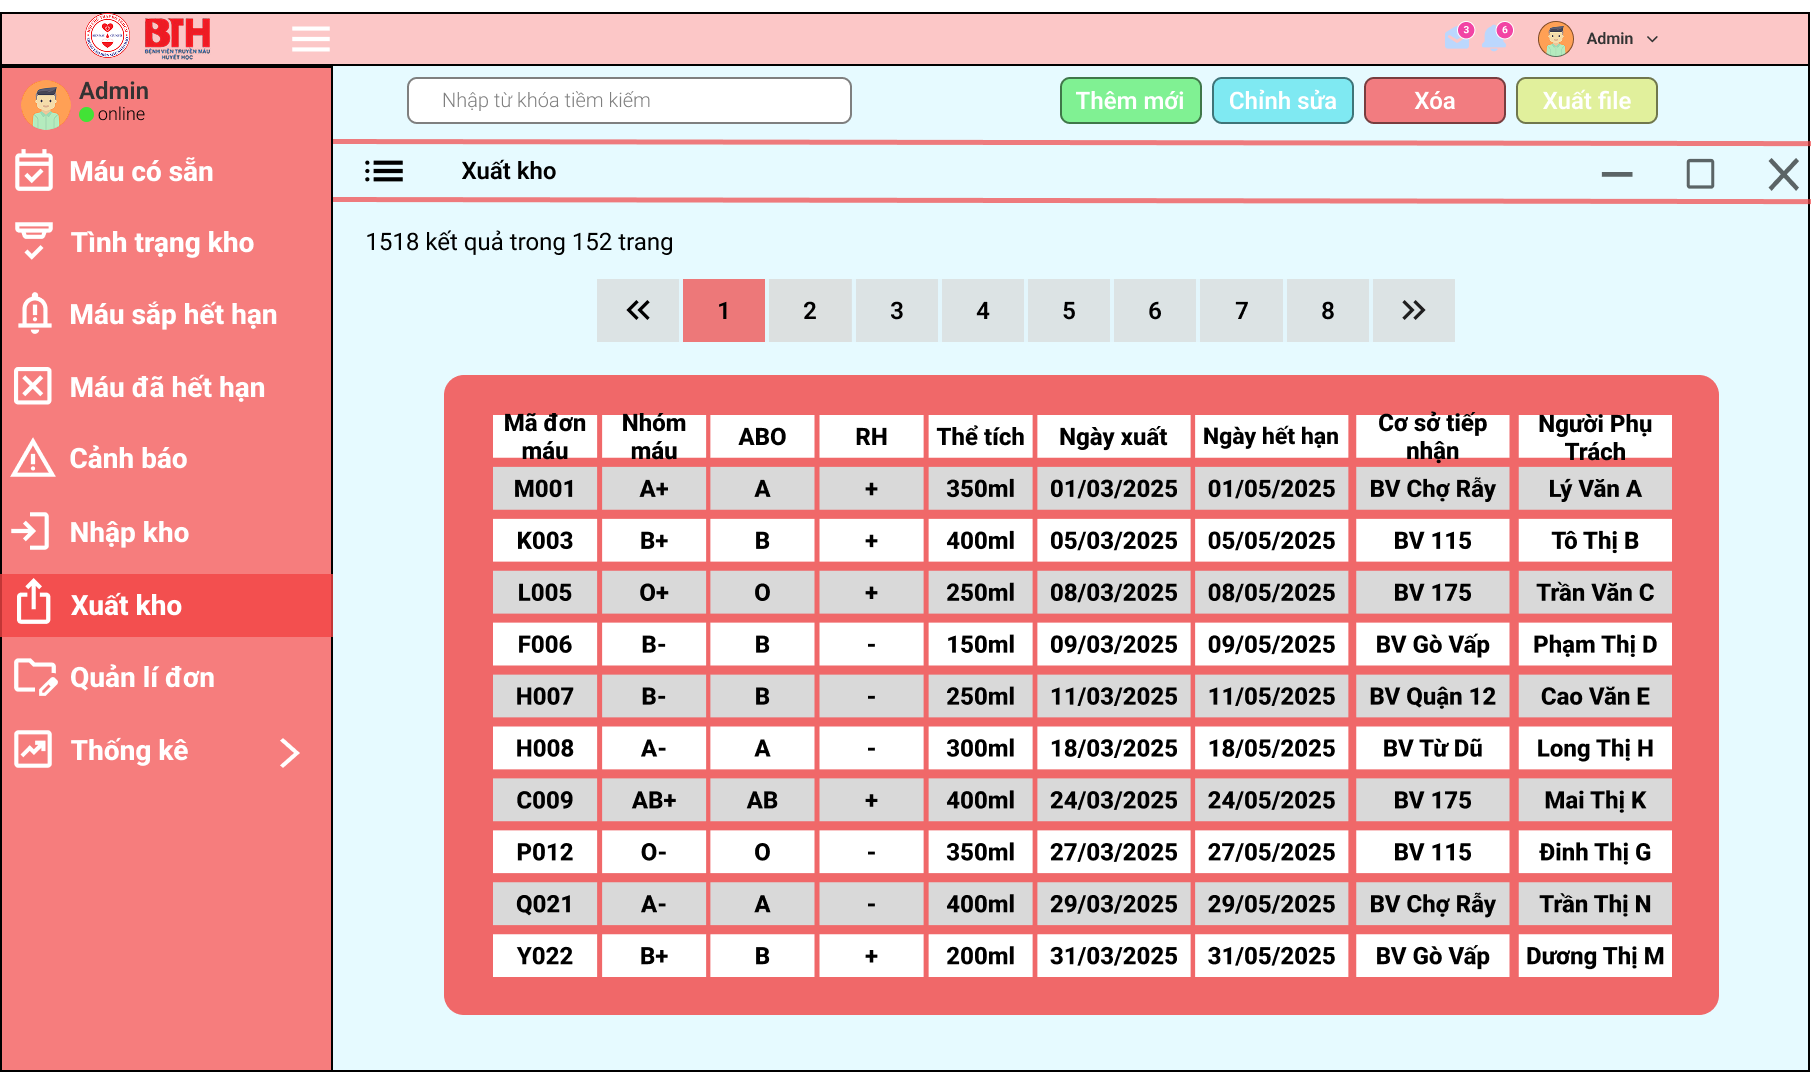 BTH
BỆNH VIỆN TRUYỀN MÁU
HUYẾT HỌC
3
6
Admin
Admin
online
Máu có sẵn
Tình trạng kho
Máu sắp hết hạn
Máu đã hết hạn
Cảnh báo
Nhập kho
Xuất kho
Quản lí đơn
Thống kê
Nhập từ khóa tìêm kiếm
Thêm mới
Chỉnh sửa
Xóa
Xuất file
Xuất kho
1518 kết quả trong 152 trang
« 1 2 3 4 5 6 7 8 »
Mã đơn máu Nhóm máu ABO RH Thể tích Ngày xuất Ngày hết hạn Cơ sở tiếp nhận Người Phụ Trách
M001 A+ A + 350ml 01/03/2025 01/05/2025 BV Chợ Rẫy Lý Văn A
K003 B+ B + 400ml 05/03/2025 05/05/2025 BV 115 Tô Thị B
L005 O+ O + 250ml 08/03/2025 08/05/2025 BV 175 Trần Văn C
F006 B- B - 150ml 09/03/2025 09/05/2025 BV Gò Vấp Phạm Thị D
H007 B- B - 250ml 11/03/2025 11/05/2025 BV Quận 12 Cao Văn E
H008 A- A - 300ml 18/03/2025 18/05/2025 BV Từ Dũ Long Thị H
C009 AB+ AB + 400ml 24/03/2025 24/05/2025 BV 175 Mai Thị K
P012 O- O - 350ml 27/03/2025 27/05/2025 BV 115 Đinh Thị G
Q021 A- A - 400ml 29/03/2025 29/05/2025 BV Chợ Rẫy Trần Thị N
Y022 B+ B + 200ml 31/03/2025 31/05/2025 BV Gò Vấp Dương Thị M